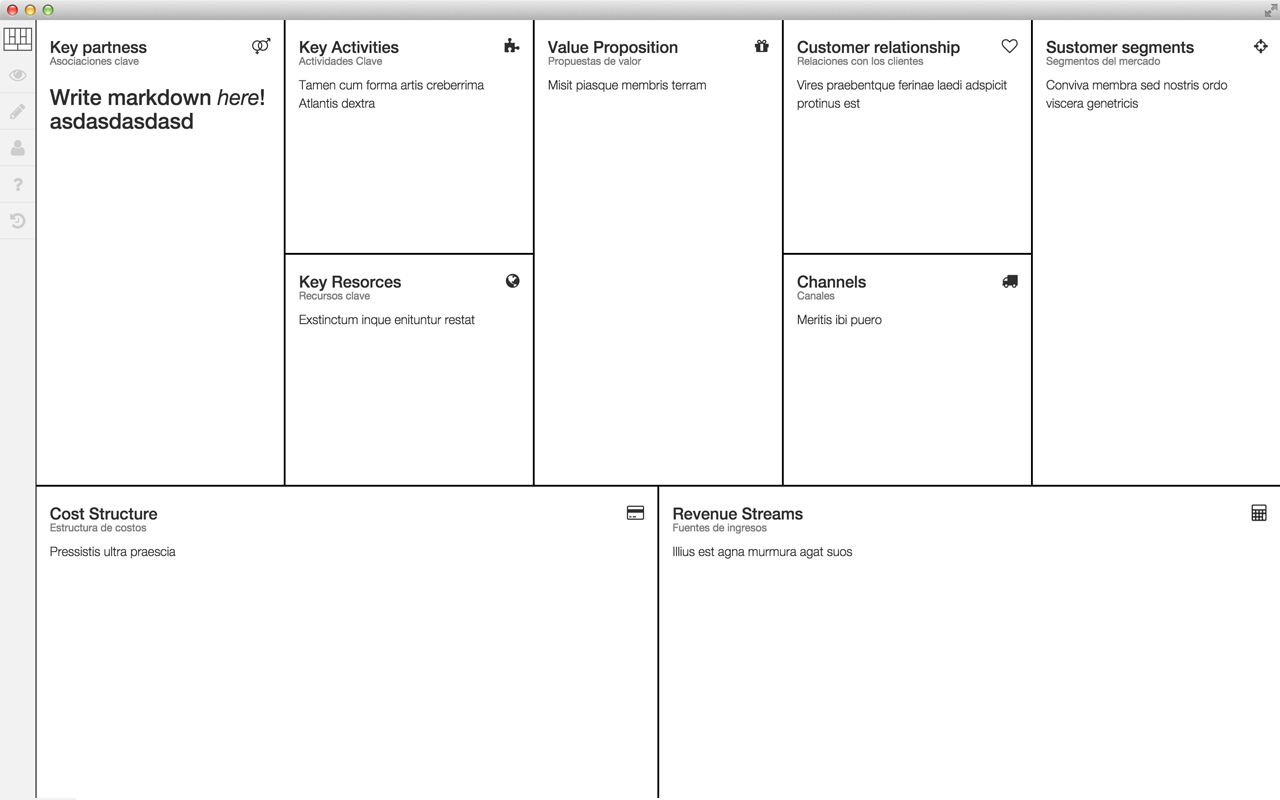 Key partness
Asociaciones clave
Write markdown here!
asdasdasdasd
Key Activities
Actividades Clave
Tamen cum forma artis creberrima
Atlantis dextra
Key Resorces
Recursos clave
Exstinctum inque enituntur restat
Value Proposition
Propuestas de valor
Misit piasque membris terram
Customer relationship
Relaciones con los clientes
Vires praebentque ferinae laedi adspicit
protinus est
Channels
Canales
Meritis ibi puero
Sustomer segments
Segmentos del mercado
Conviva membra sed nostris ordo
viscera genetricis
Cost Structure
Estructura de costos
Pressistis ultra praescia
Revenue Streams
Fuentes de ingresos
Illius est agna murmura agat suos